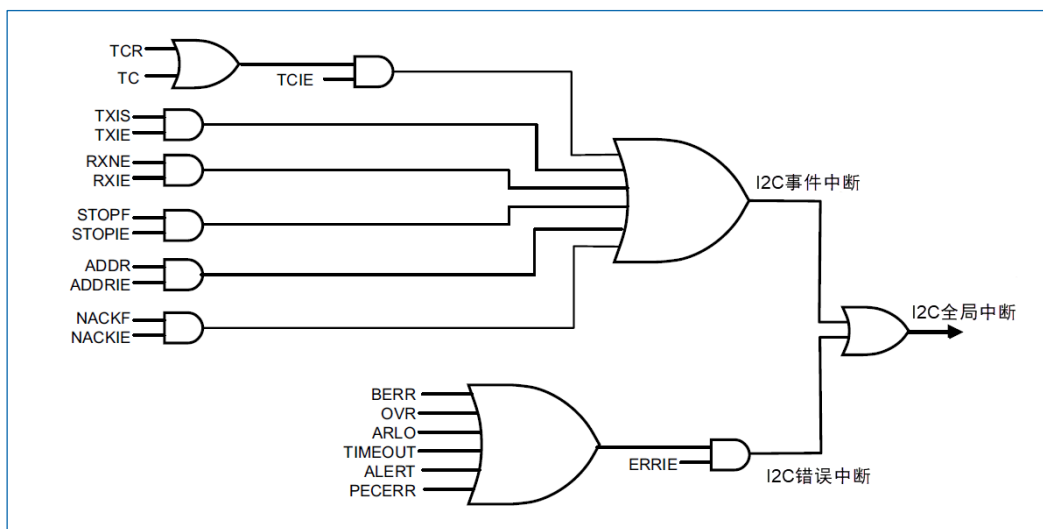 TCR
TC
TCIE
TXIS
TXIE
RXNE
RXIE
STOPF
STOPIE
ADDR
ADDRIE
NACKF
NACKIE
I2C事件中断
I2C全局中断
BERR
OVR
ARLO
TIMEOUT
ALERT
PECERR
ERRIE
I2C错误中断